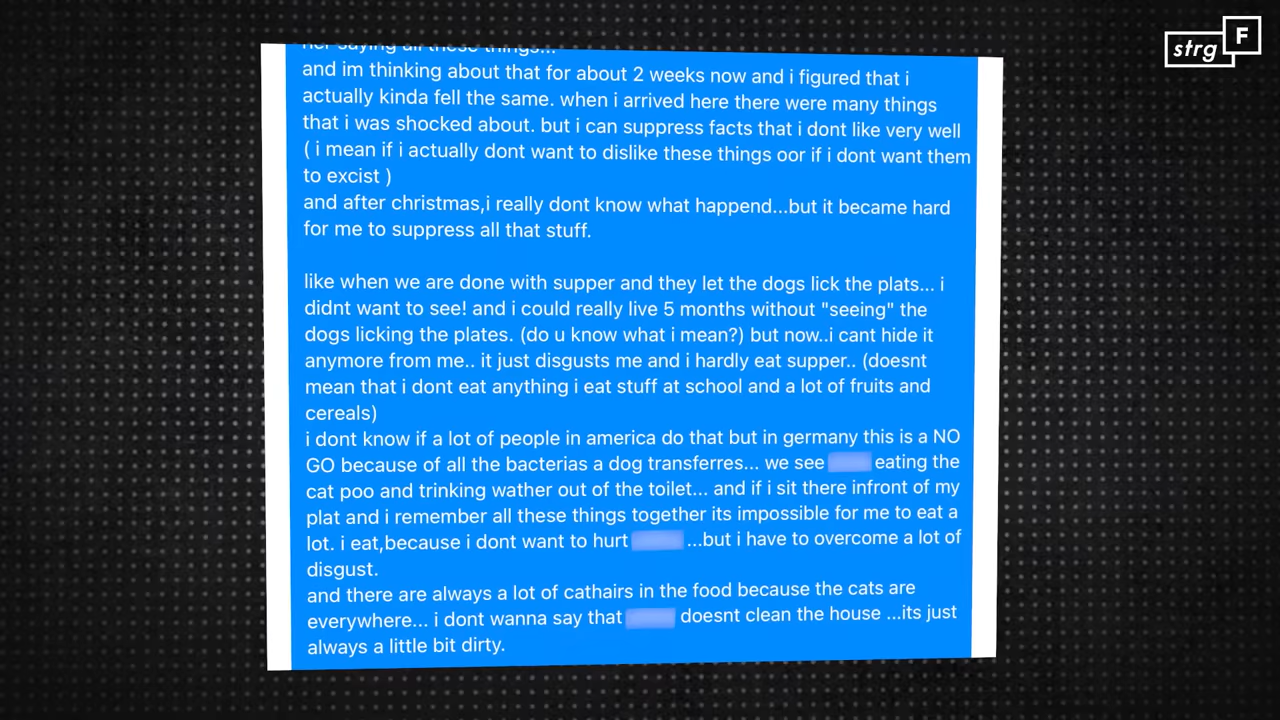 her saying all these things...
and im thinking about that for about 2 weeks now and i figured that i
actually kinda fell the same. when i arrived here there were many things
that i was shocked about. but i can suppress facts that i dont like very well
( i mean if i actually dont want to dislike these things oor if i dont want them
to excist )
and after christmas,i really dont know what happend...but it became hard
for me to suppress all that stuff.
like when we are done with supper and they let the dogs lick the plats... i
didnt want to see! and i could really live 5 months without "seeing" the
dogs licking the plates. (do u know what i mean?) but now..i cant hide it
anymore from me.. it just disgusts me and i hardly eat supper.. (doesnt
mean that i dont eat anything i eat stuff at school and a lot of fruits and
cereals)
i dont know if a lot of people in america do that but in germany this is a NO
GO because of all the bacterias a dog transferres... we see eating the
cat poo and trinking wather out of the toilet... and if i sit there infront of my
plat and i remember all these things together its impossible for me to eat a
lot. i eat,because i dont want to hurt ...but i have to overcome a lot of
disgust.
and there are always a lot of cathairs in the food because the cats are
everywhere... i dont wanna say that doesnt clean the house ...its just
always a little bit dirty.
strg F